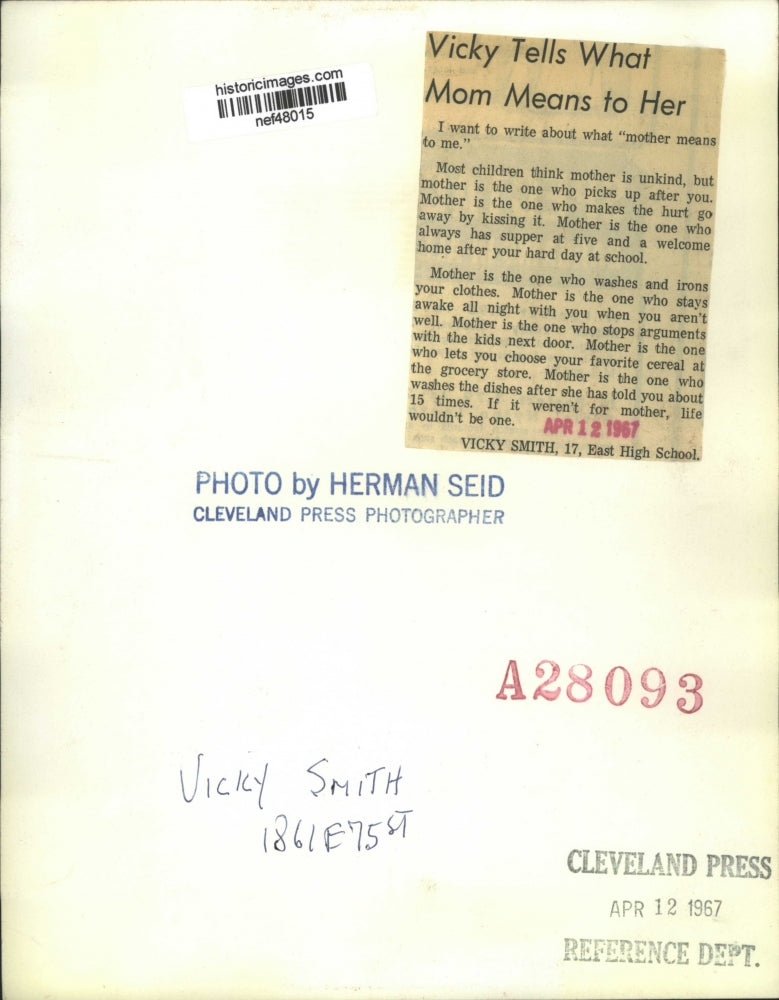 historicimages.com
nef48015
Vicky Tells What
Mom Means to Her
I want to write about what "mother means
to me."
Most children think mother is unkind, but
mother is the one who picks up after you.
Mother is the one who makes the hurt go
away by kissing it. Mother is the one who
always has supper at five and a welcome
home after your hard day at school.
Mother is the one who washes and irons
your clothes. Mother is the one who stays
awake all night with you when you aren't
well. Mother is the one who stops arguments
with the kids next door. Mother is the one
who lets you choose your favorite cereal at
the grocery store. Mother is the one who
washes the dishes after she has told you about
15 times. If it weren't for mother, life
wouldn't be one.
APR 12 1967
VICKY SMITH, 17, East High School.
PHOTO by HERMAN SEID
CLEVELAND PRESS PHOTOGRAPHER
A28093
VICKY SMITH
1861 E 75 ST
CLEVELAND PRESS
APR 12 1967
REFERENCE DEPT.